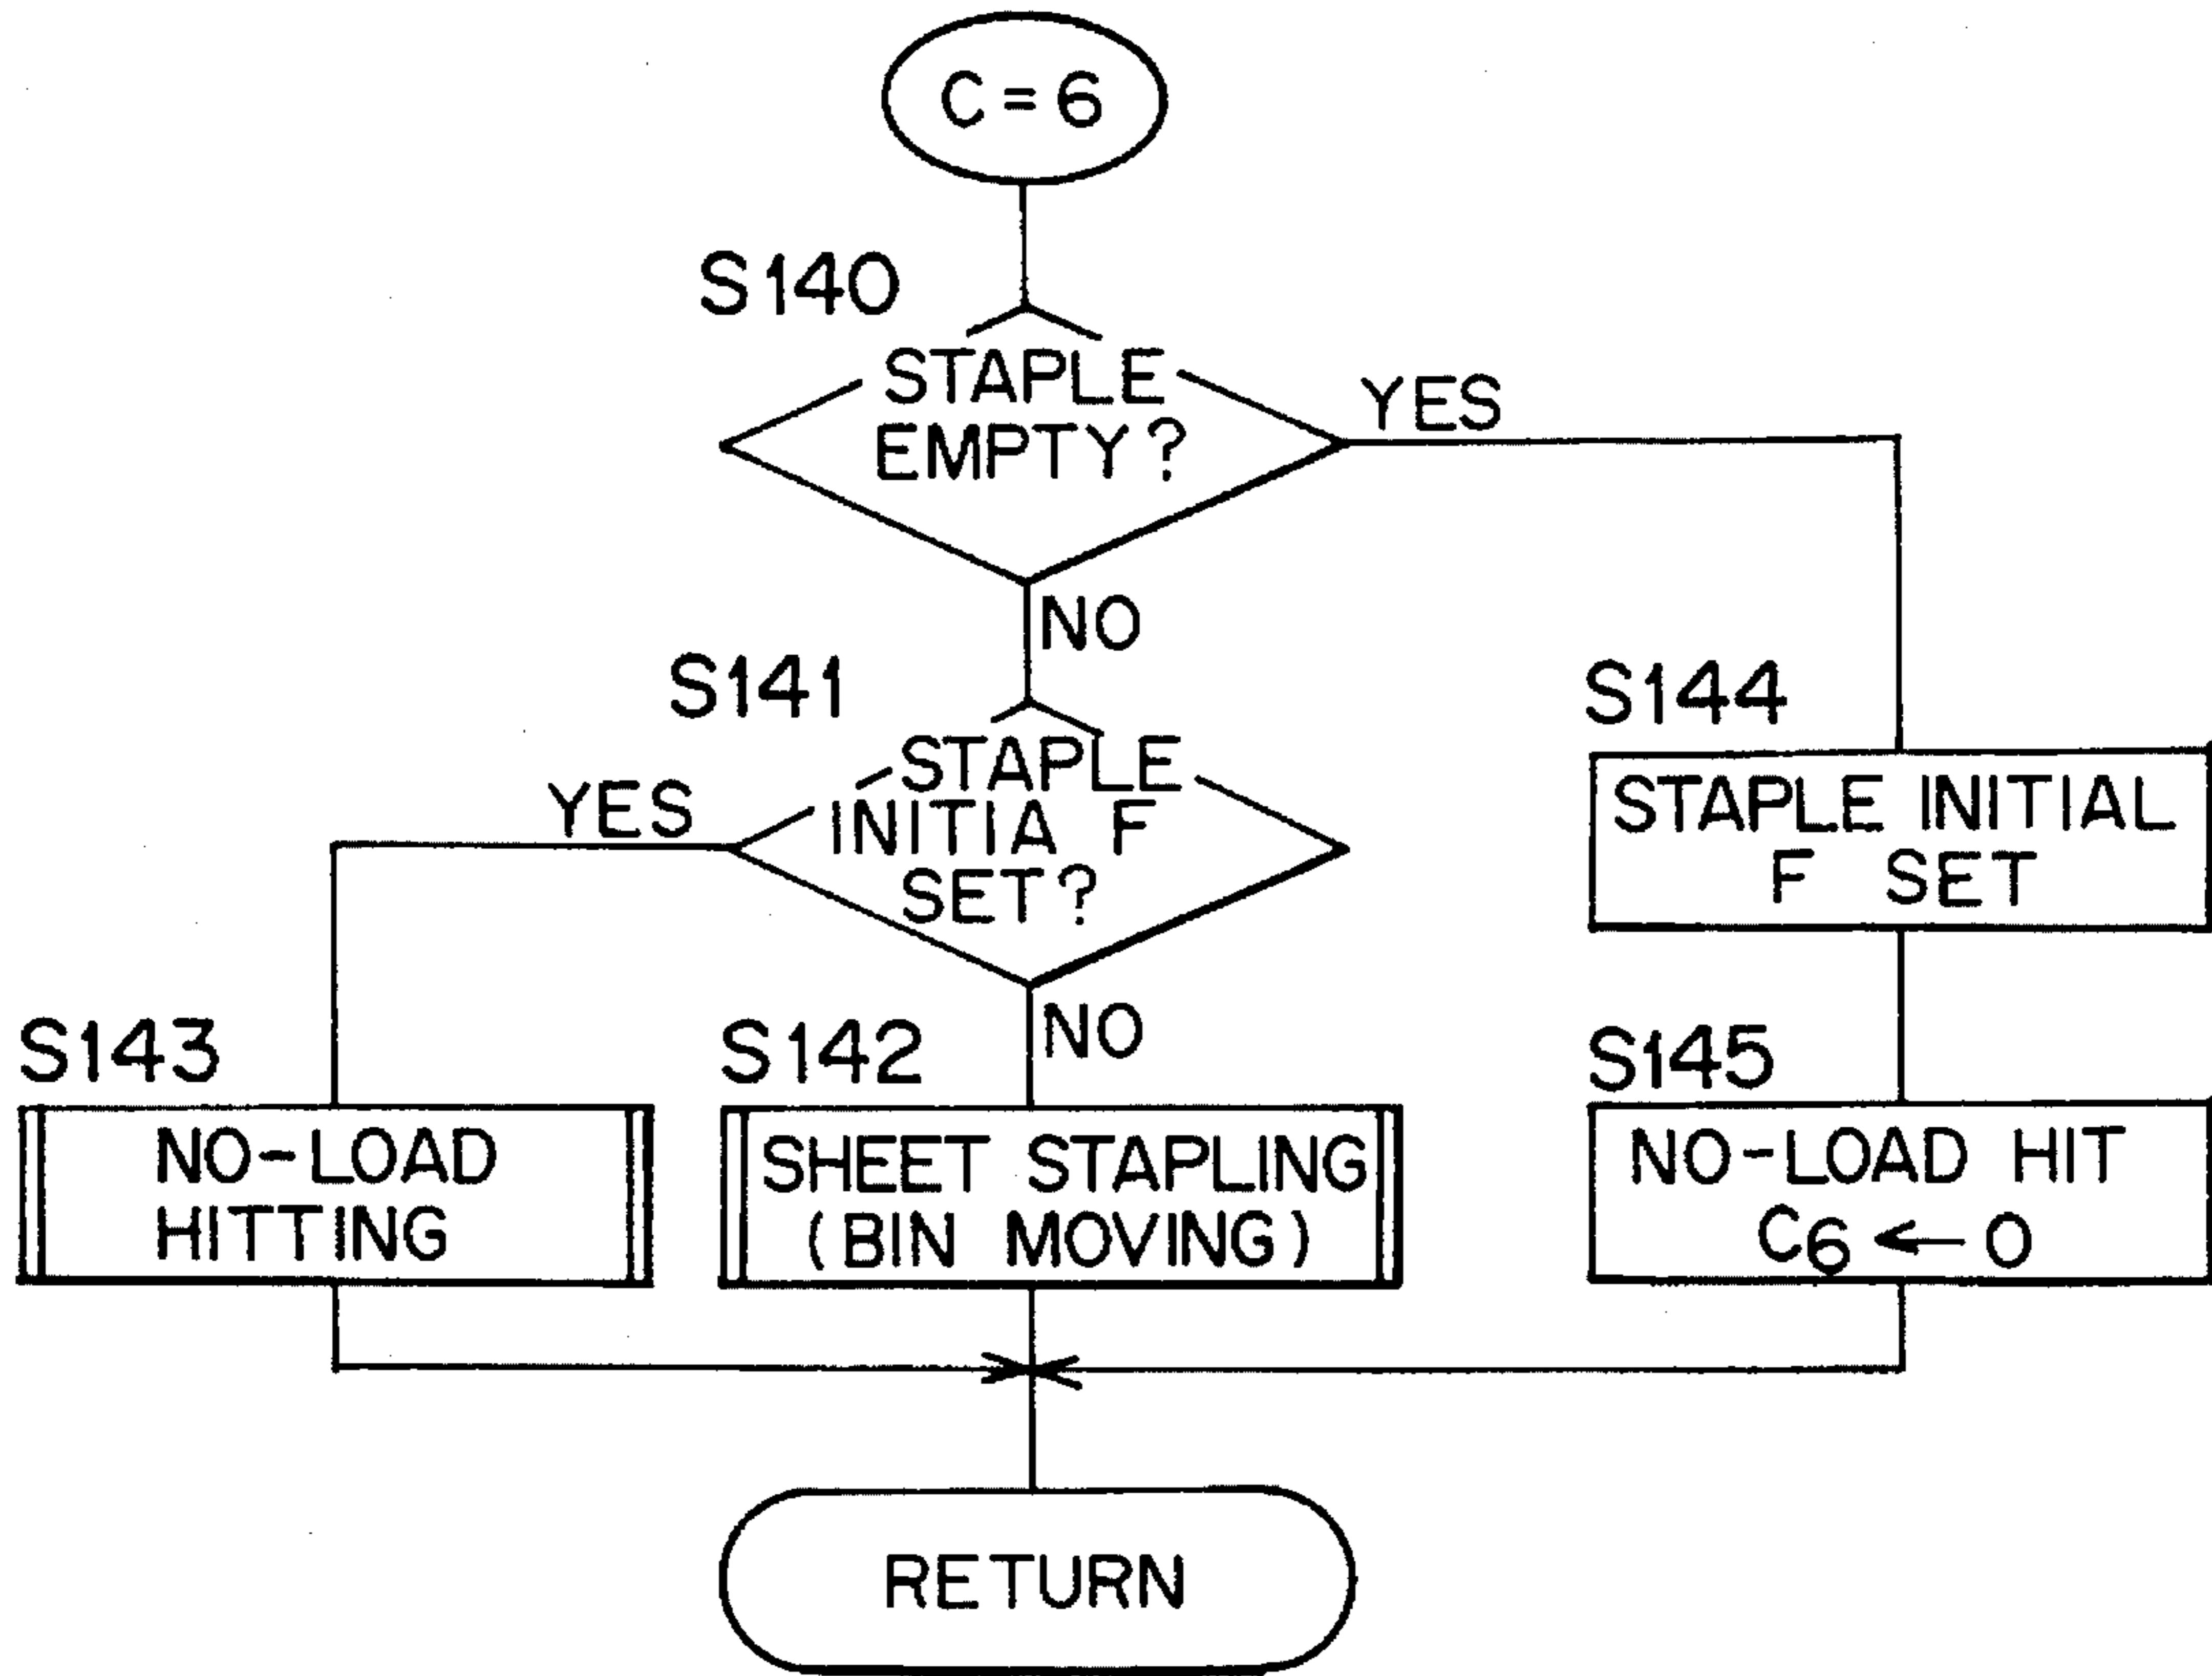 C=6
S140
STAPLE
EMPTY?
YES
NO
S141
STAPLE
INITIA F
SET?
YES
NO
S144
STAPLE INITIAL
F SET
S143
NO-LOAD
HITTING
S142
SHEET STAPLING
(BIN MOVING)
S145
NO-LOAD HIT
C6 ← 0
RETURN